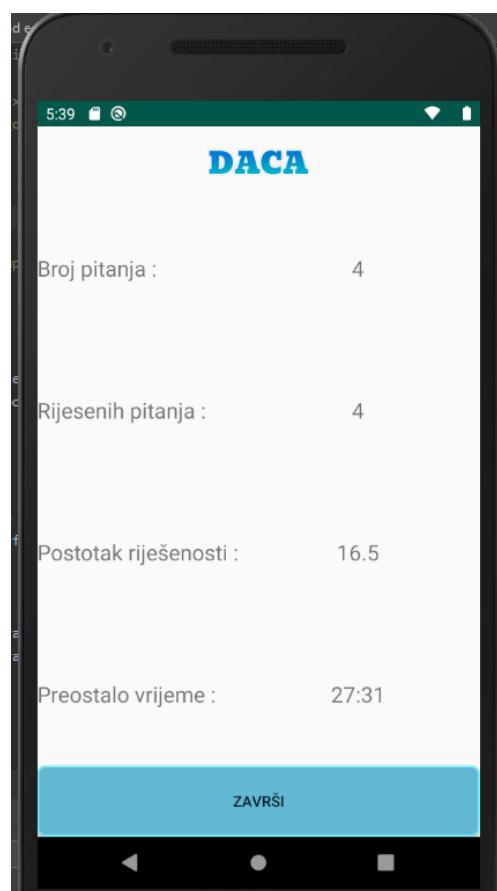 5:39
DACA
Broj pitanja : 4
Rijesenih pitanja : 4
Postotak riješenosti : 16.5
Preostalo vrijeme : 27:31
ZAVRŠI